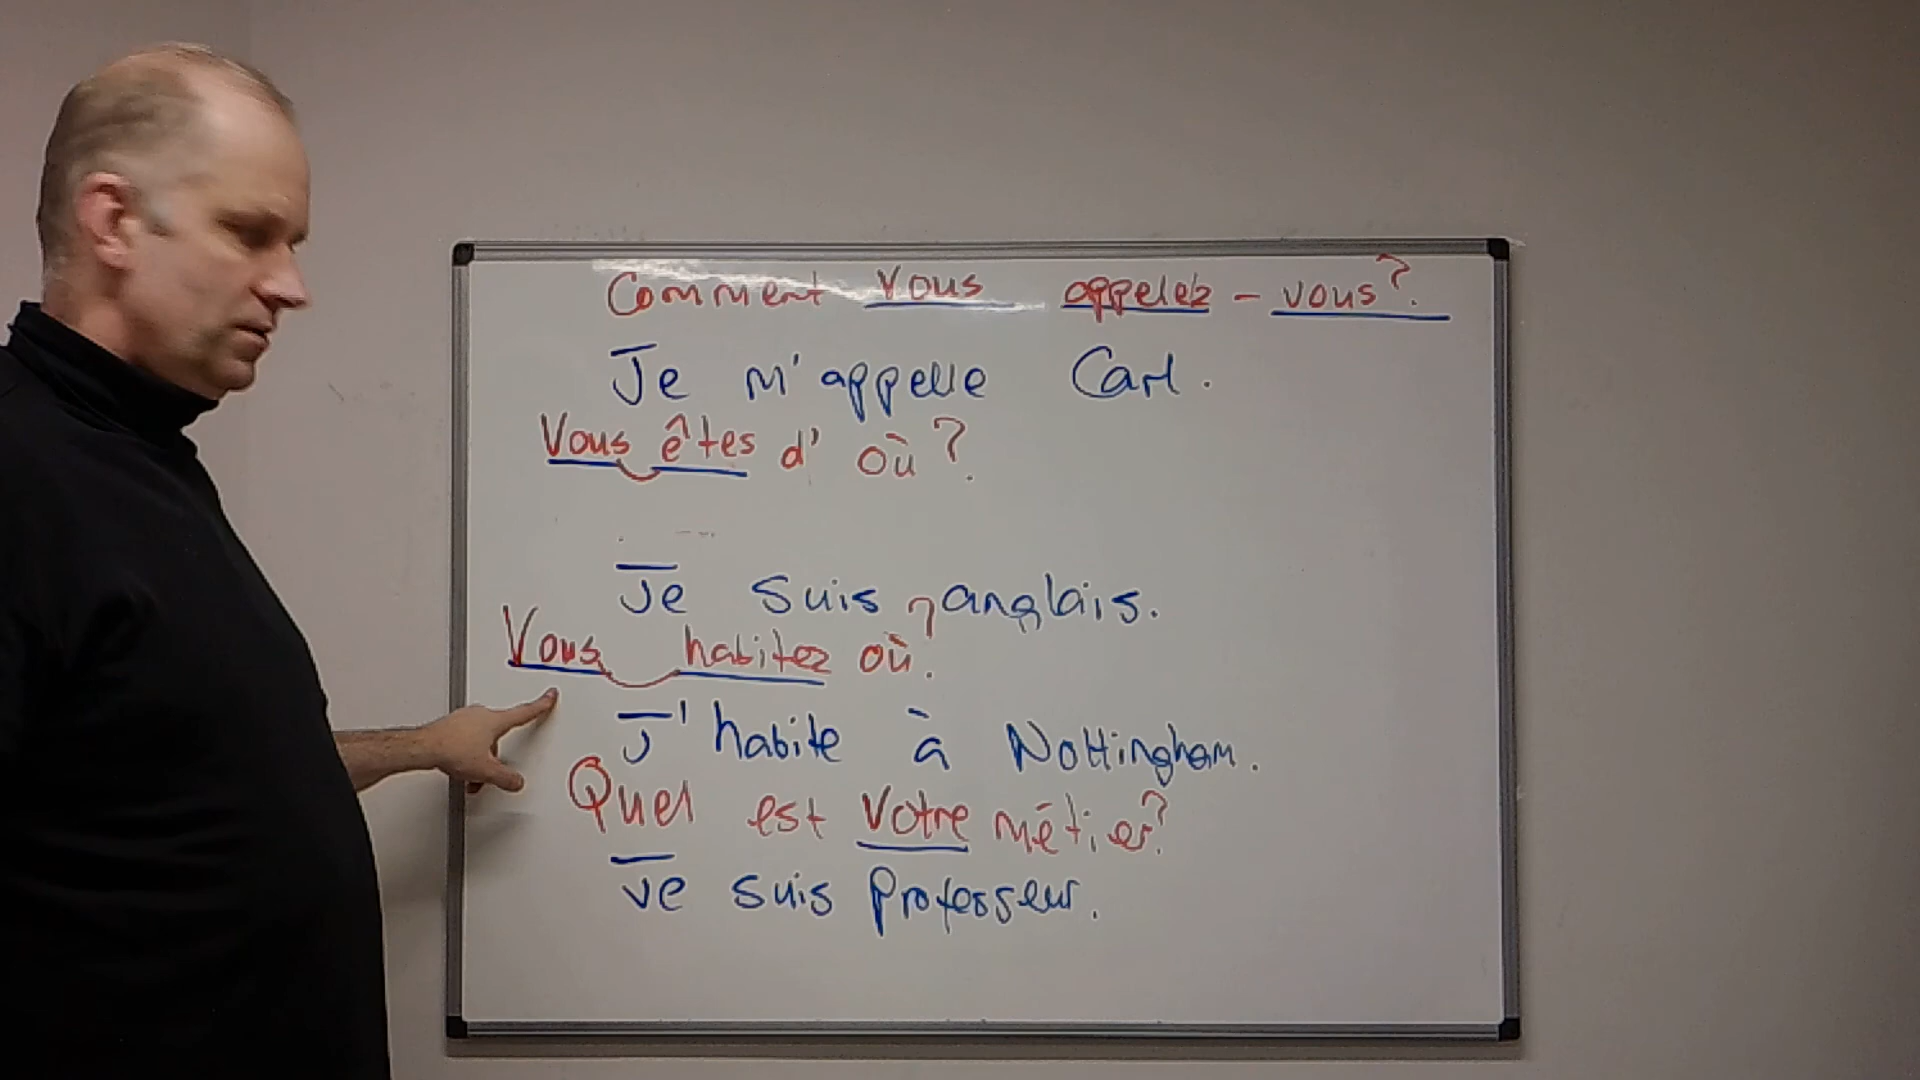 Comment vous appelez-vous?
Je m'appelle Carl.
Vous êtes d'où?
Je suis anglais.
Vous habitez où?
J'habite à Nottingham.
Quel est votre métier?
Je suis professeur.